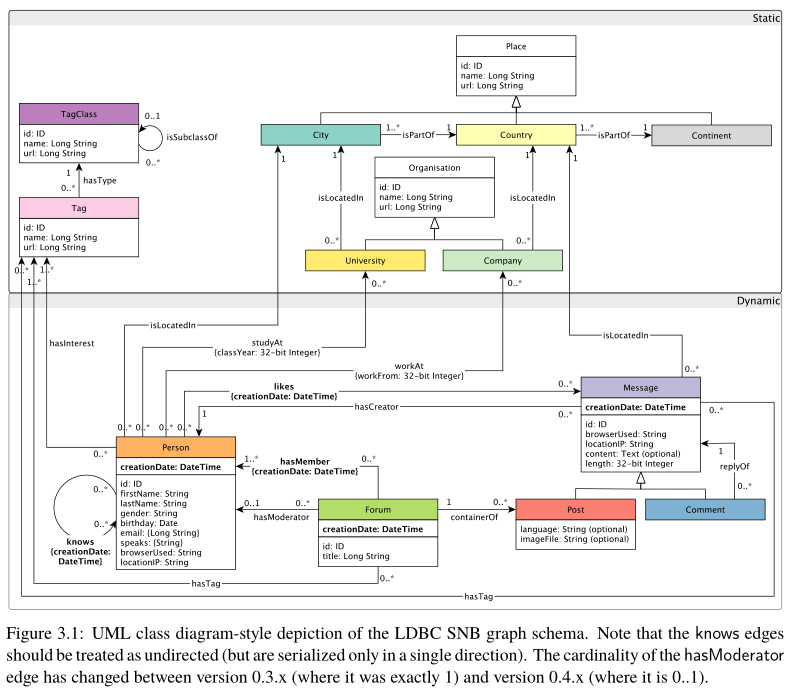 Static
Place
id: ID
name: Long String
url: Long String
TagClass
id: ID
name: Long String
url: Long String
0..1
isSubclassOf
0..*
City
1..*
isPartOf
1
Country
1..*
isPartOf
1
Continent
1
1
1
1
1
hasType
0..*
Organisation
id: ID
name: Long String
url: Long String
isLocatedIn
isLocatedIn
Tag
id: ID
name: Long String
url: Long String
0..*
0..*
University
Company
0..*
1..*
1..*
0..*
0..*
Dynamic
isLocatedIn
isLocatedIn
hasInterest
studyAt
{classYear: 32-bit Integer}
workAt
{workFrom: 32-bit Integer}
0..*
likes
{creationDate: DateTime}
0..*
Message
creationDate: DateTime
id: ID
browserUsed: String
locationIP: String
content: Text (optional)
length: 32-bit Integer
hasCreator
1
0..*
0..*
0..*
0..*
0..*
0..*
0..*
Person
creationDate: DateTime
id: ID
firstName: String
lastName: String
gender: String
birthday: Date
email: {Long String}
speaks: {String}
browserUsed: String
locationIP: String
1..*
hasMember
{creationDate: DateTime}
0..*
1
replyOf
0..*
0..*
0..*
knows
{creationDate:
DateTime}
0..1
0..*
hasModerator
Forum
creationDate: DateTime
id: ID
title: Long String
1
0..*
containerOf
Post
language: String (optional)
imageFile: String (optional)
Comment
0..*
hasTag
hasTag
Figure 3.1: UML class diagram-style depiction of the LDBC SNB graph schema. Note that the knows edges
should be treated as undirected (but are serialized only in a single direction). The cardinality of the hasModerator
edge has changed between version 0.3.x (where it was exactly 1) and version 0.4.x (where it is 0..1).